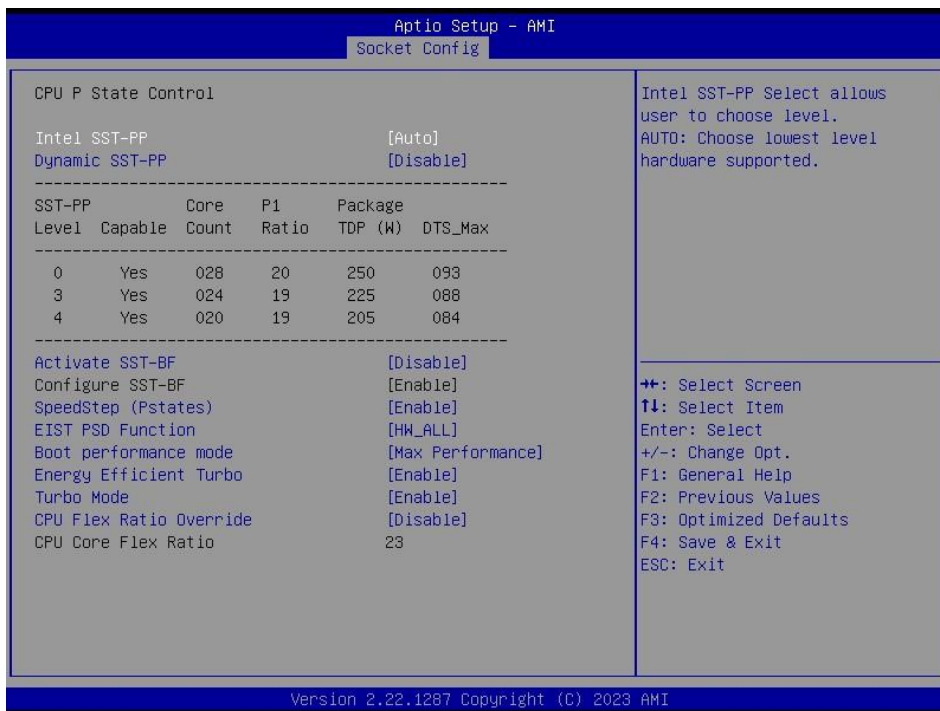 Aptio Setup - AMI
Socket Config
CPU P State Control
Intel SST-PP [Auto]
Dynamic SST-PP [Disable]
--------------------------------------------------
SST-PP Core P1 Package
Level Capable Count Ratio TDP (W) DTS_Max
--------------------------------------------------
0 Yes 028 20 250 093
3 Yes 024 19 225 088
4 Yes 020 19 205 084
--------------------------------------------------
Activate SST-BF [Disable]
Configure SST-BF [Enable]
SpeedStep (Pstates) [Enable]
EIST PSD Function [HW_ALL]
Boot performance mode [Max Performance]
Energy Efficient Turbo [Enable]
Turbo Mode [Enable]
CPU Flex Ratio Override [Disable]
CPU Core Flex Ratio 23
Intel SST-PP Select allows
user to choose level.
AUTO: Choose lowest level
hardware supported.
→←: Select Screen
↑↓: Select Item
Enter: Select
+/-: Change Opt.
F1: General Help
F2: Previous Values
F3: Optimized Defaults
F4: Save & Exit
ESC: Exit
Version 2.22.1287 Copyright (C) 2023 AMI